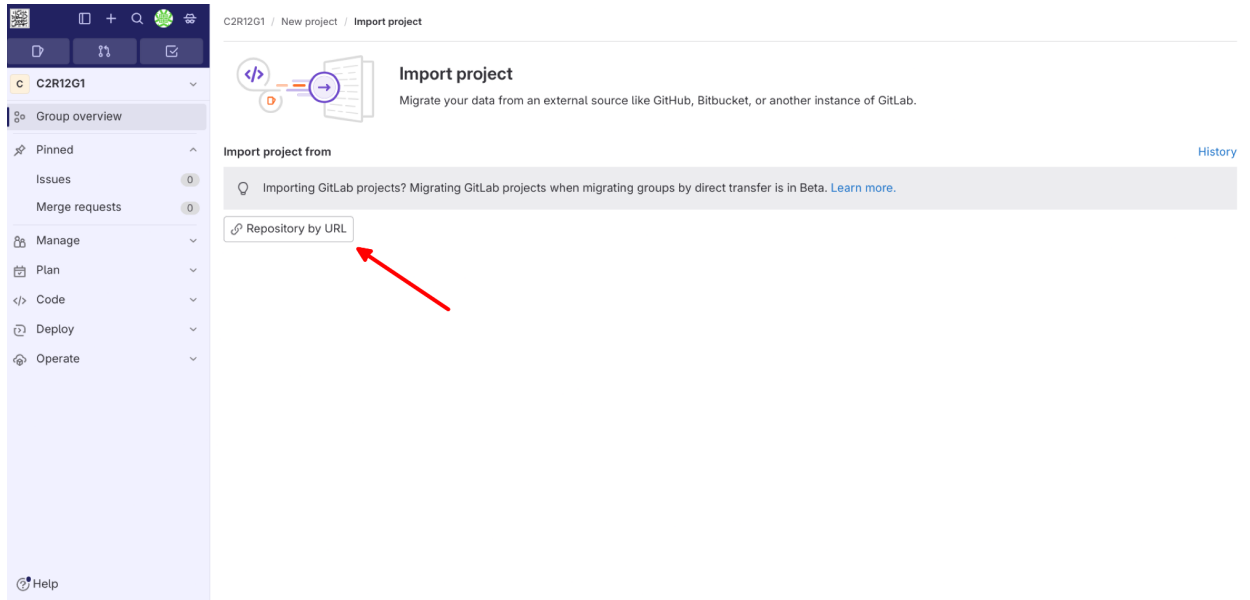 C2R12G1 / New project / Import project
C C2R12G1
Group overview
Pinned
Issues 0
Merge requests 0
Manage
Plan
Code
Deploy
Operate
Help
Import project
Migrate your data from an external source like GitHub, Bitbucket, or another instance of GitLab.
Import project from
History
Importing GitLab projects? Migrating GitLab projects when migrating groups by direct transfer is in Beta. Learn more.
Repository by URL